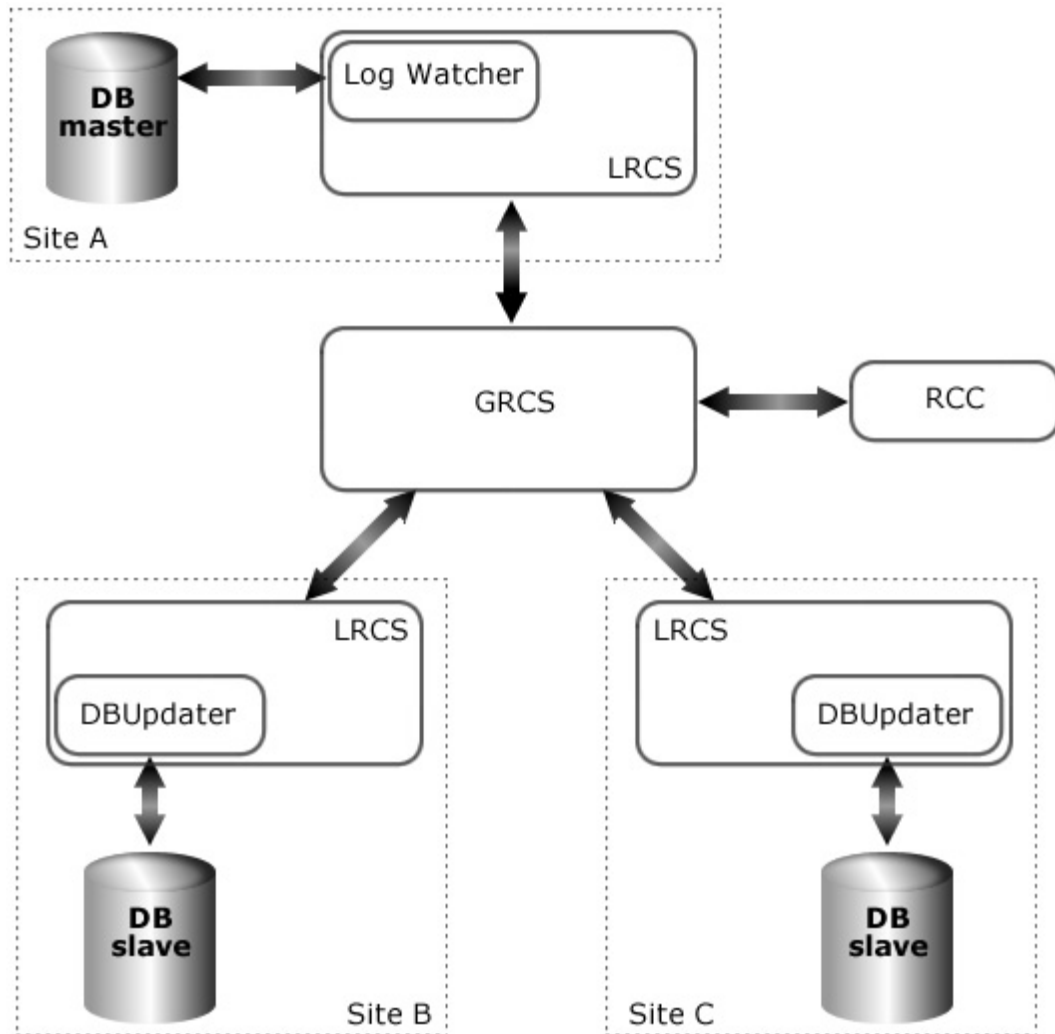 DB
master
Log Watcher
LRCS
Site A
GRCS
RCC
LRCS
DBUpdater
DB
slave
Site B
LRCS
DBUpdater
DB
slave
Site C